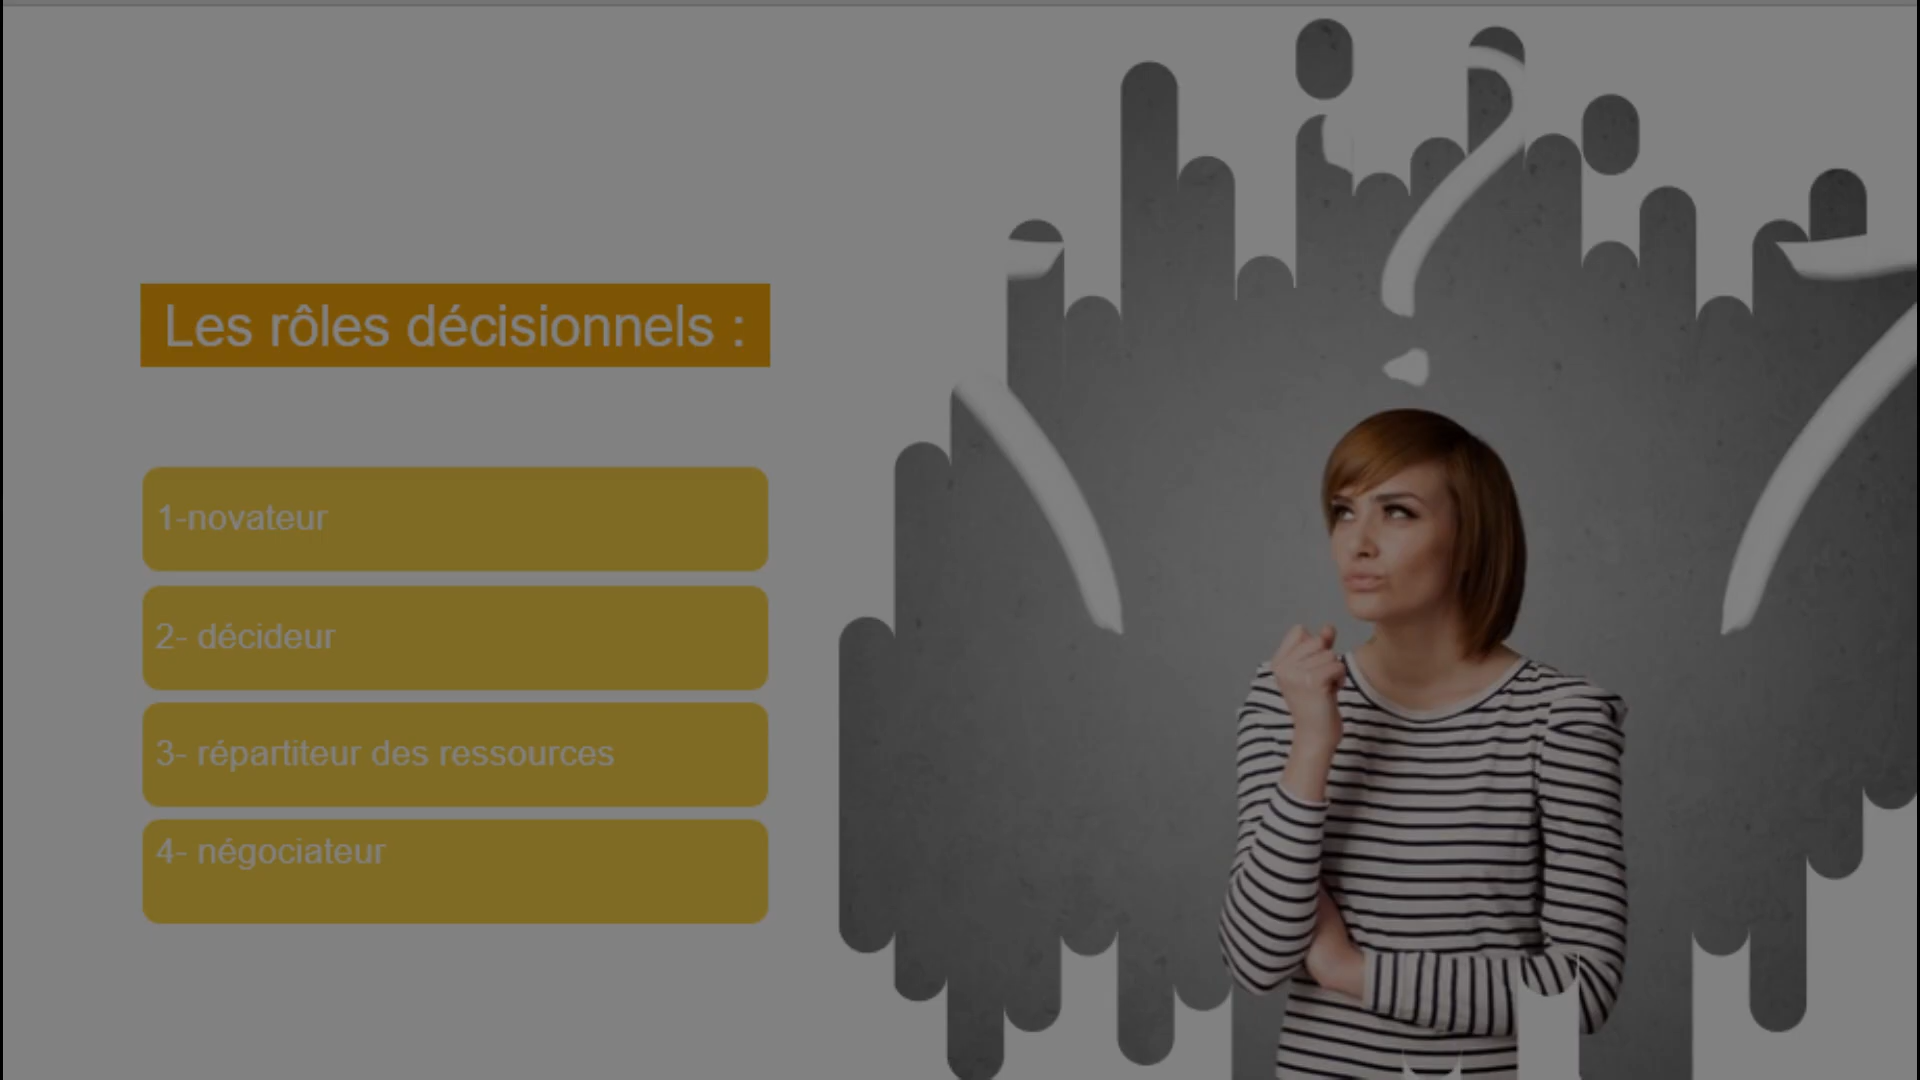 Les rôles décisionnels :
1-novateur
2- décideur
3- répartiteur des ressources
4- négociateur